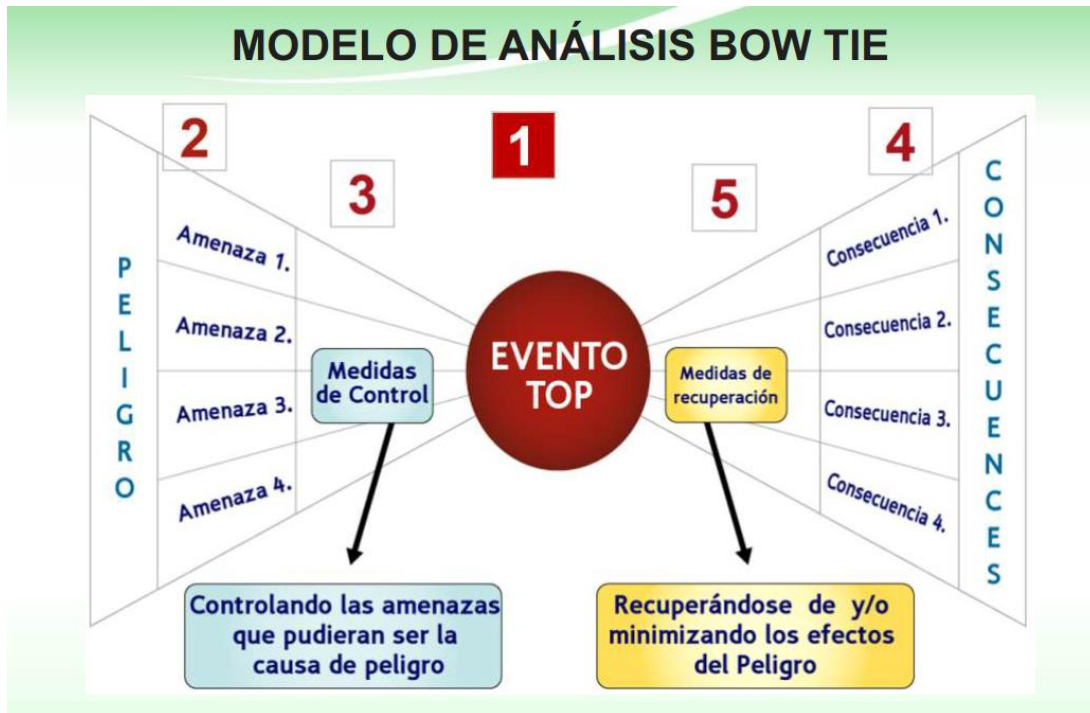 MODELO DE ANÁLISIS BOW TIE
2
1
4
3
5
PELIGRO
Amenaza 1.
Amenaza 2.
Amenaza 3.
Amenaza 4.
Medidas
de Control
EVENTO
TOP
Medidas de
recuperación
Consecuencia 1.
Consecuencia 2.
Consecuencia 3.
Consecuencia 4.
CONSECUENCES
Controlando las amenazas
que pudieran ser la
causa de peligro
Recuperándose de y/o
minimizando los efectos
del Peligro